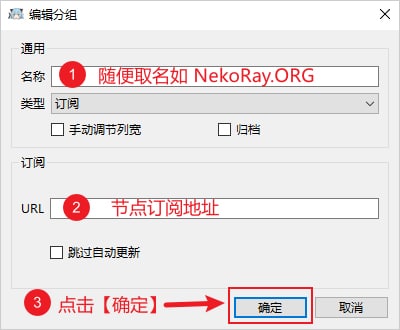 编辑分组
通用
名称 1 随便取名如 NekoRay.ORG
类型 订阅
手动调节列宽 归档
订阅
URL 2 节点订阅地址
跳过自动更新
3 点击【确定】 确定 取消